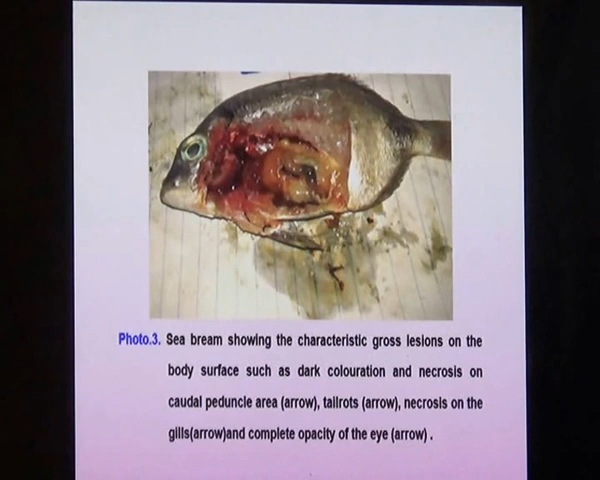 Photo.3. Sea bream showing the characteristic gross lesions on the
body surface such as dark colouration and necrosis on
caudal peduncle area (arrow), tailrots (arrow), necrosis on the
gills(arrow)and complete opacity of the eye (arrow) .